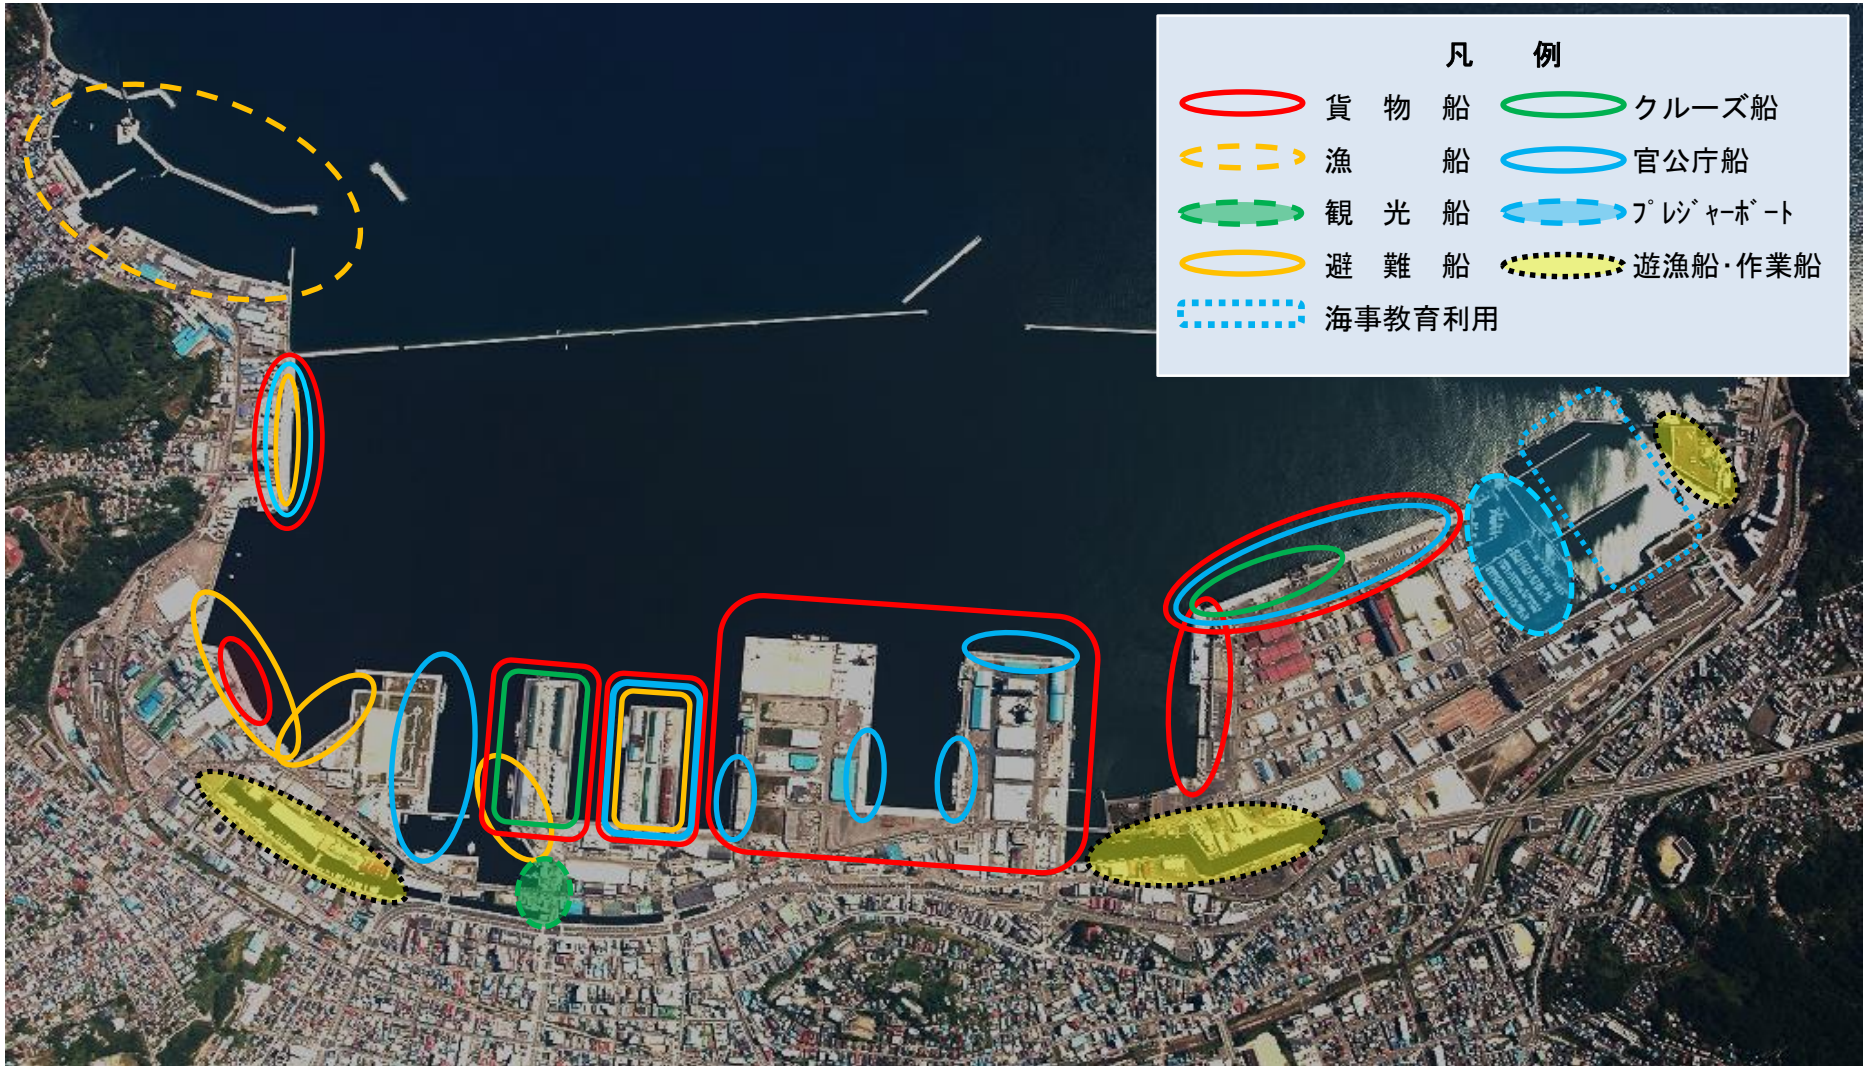 凡 例
貨 物 船 クルーズ船
漁 船 官公庁船
観 光 船 ﾌﾟﾚｼﾞｬｰﾎﾞｰﾄ
避 難 船 遊漁船･作業船
海事教育利用